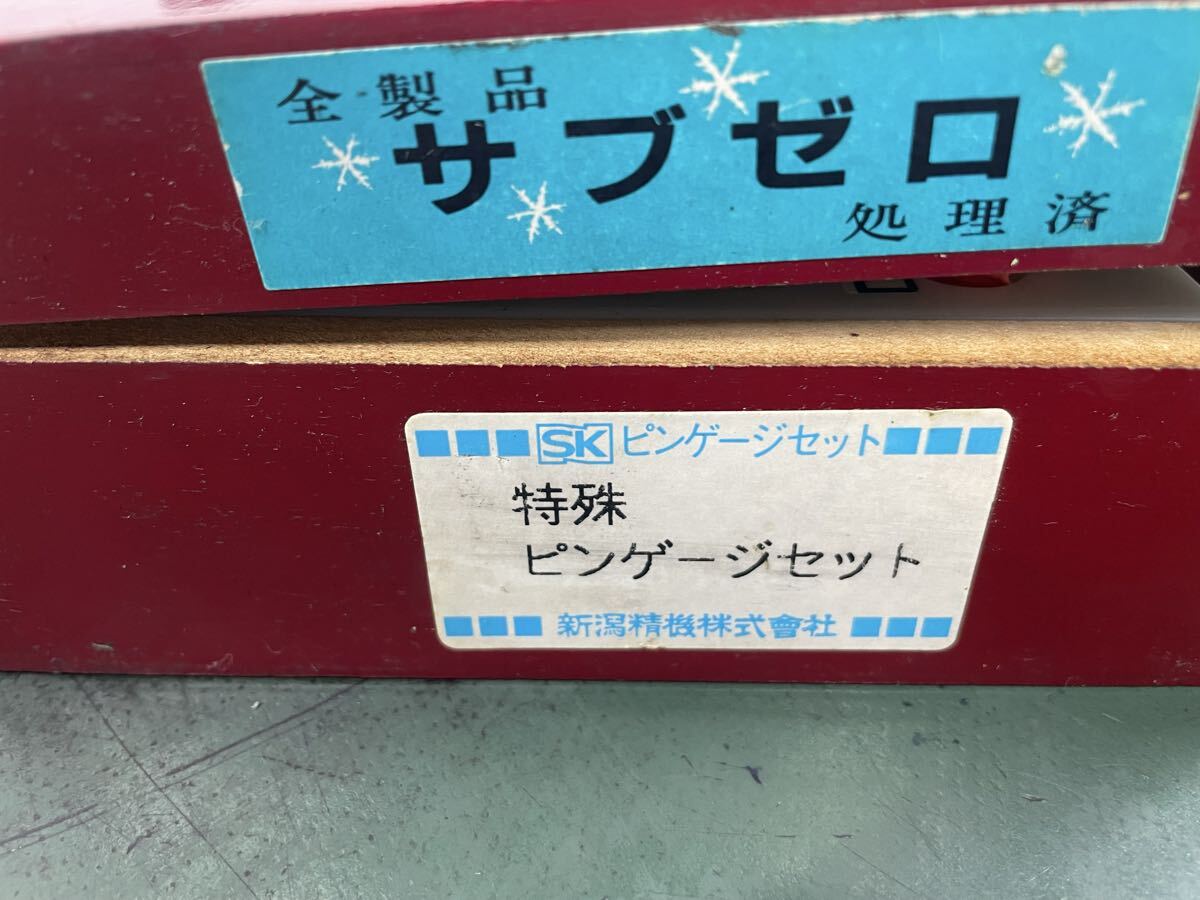 全製品
サブゼロ
処理済
SK ピンゲージセット
特殊
ピンゲージセット
新潟精機株式會社